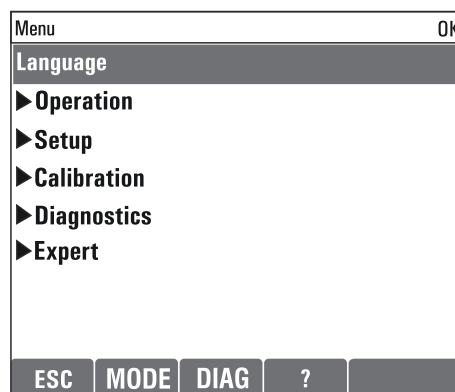 Menu OK
Language
▶Operation
▶Setup
▶Calibration
▶Diagnostics
▶Expert
ESC MODE DIAG ?